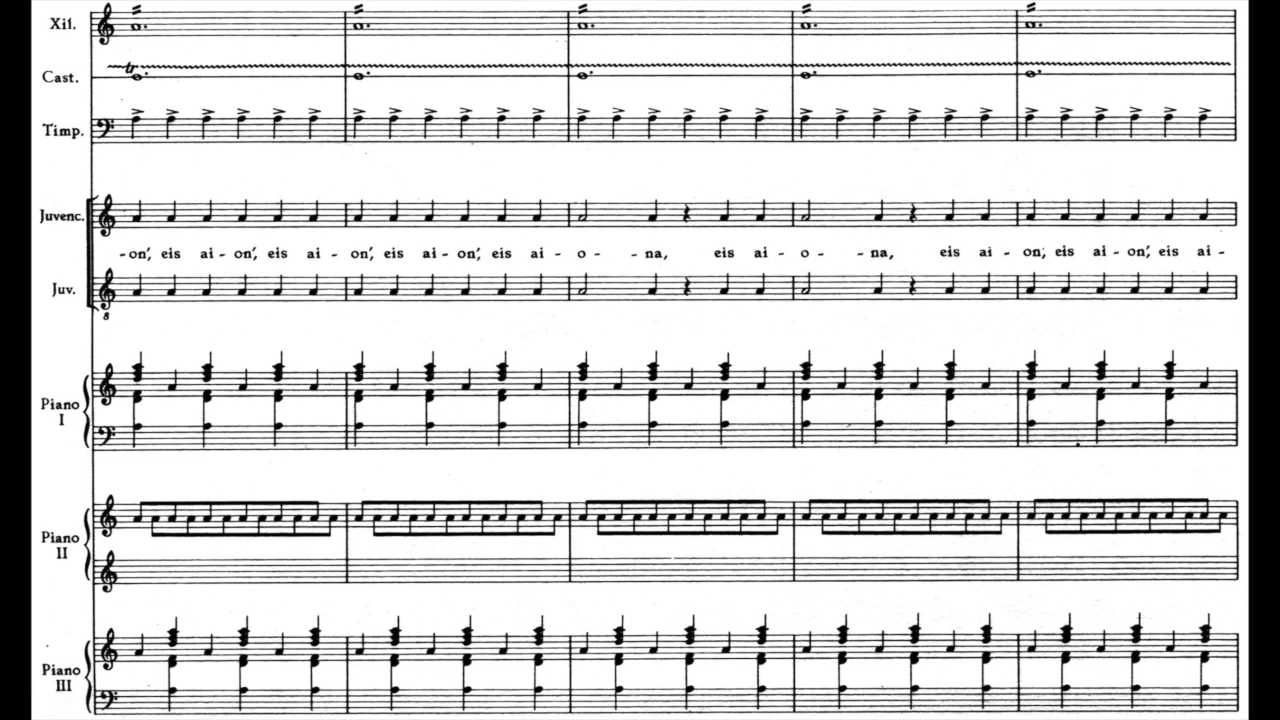 Xil.
Cast.
tr
Timp.
Juvenc.
-on', eis ai - on', eis ai - on', eis ai - on', eis ai - o - -na, eis ai - o - -na, eis ai - on', eis ai - on', eis ai -
Juv.
8
Piano
I
Piano
II
Piano
III